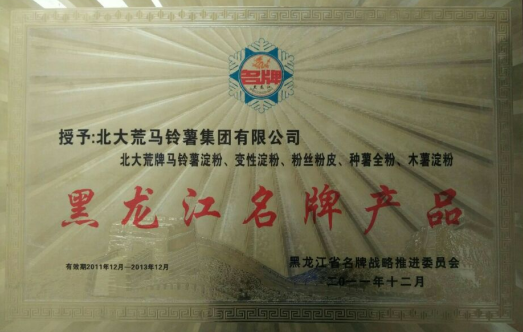 名牌
黑龙江
授予:北大荒马铃薯集团有限公司
北大荒牌马铃薯淀粉、变性淀粉、粉丝粉皮、种薯全粉、木薯淀粉
黑龙江名牌产品
有效期2011年12月—2013年12月
黑龙江省名牌战略推进委员会
二〇一一年十二月